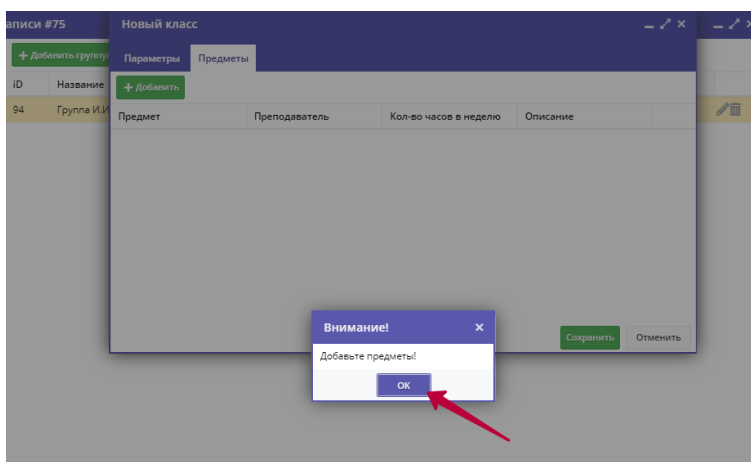 аписи #75
Новый класс
+ Добавить группу
Параметры
Предметы
iD
Название
+ Добавить
94
Группа И.И
Предмет
Преподаватель
Кол-во часов в неделю
Описание
Внимание!
Добавьте предметы!
ОК
Сохранить
Отменить